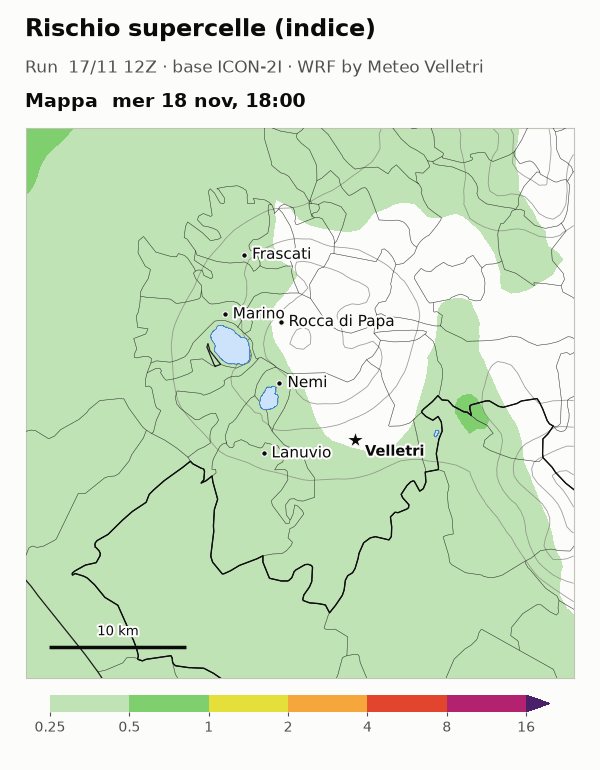 Rischio supercelle (indice)
Run  17/11 12Z · base ICON-2I · WRF by Meteo Velletri
Mappa  mer 18 nov, 18:00
Frascati
Marino
Rocca di Papa
Nemi
Velletri
Lanuvio
10 km
0.25 0.5 1 2 4 8 16